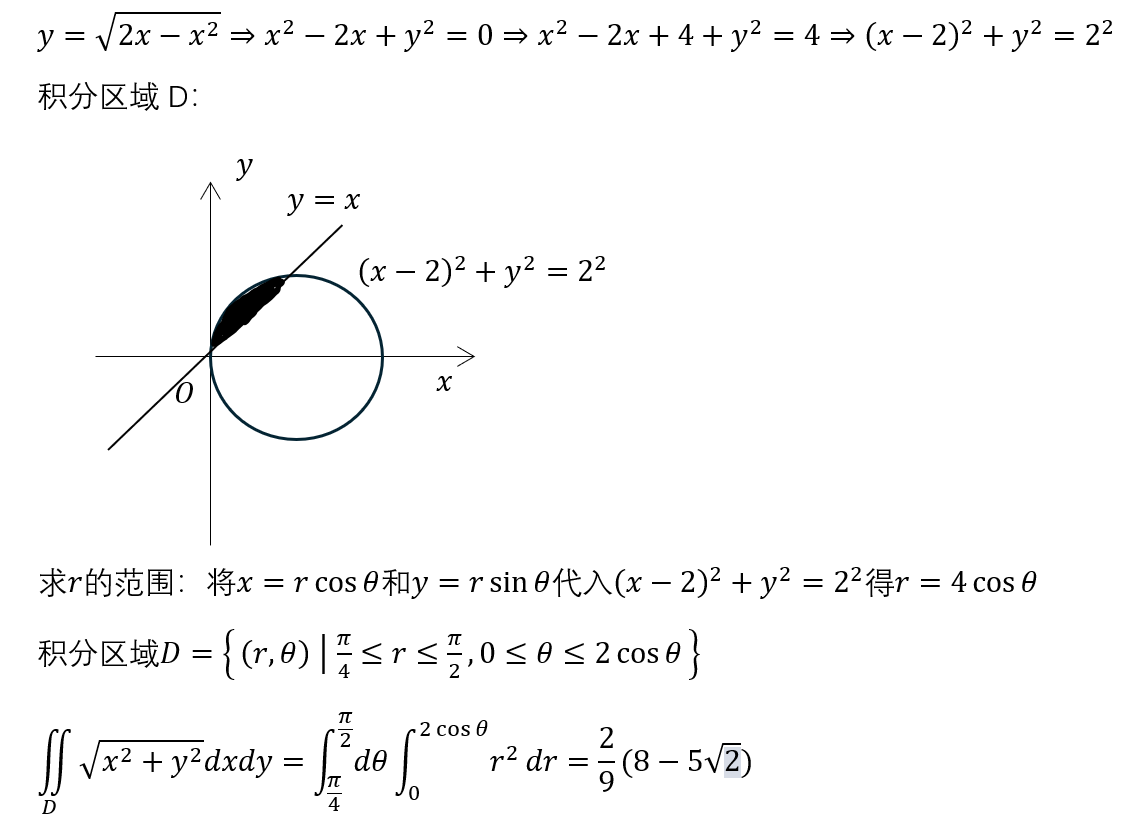 y = √(2x − x²) ⇒ x² − 2x + y² = 0 ⇒ x² − 2x + 4 + y² = 4 ⇒ (x − 2)² + y² = 2²
积分区域 D:
y
y = x
(x − 2)² + y² = 2²
O
x
求r的范围：将x = r cos θ和y = r sin θ代入(x − 2)² + y² = 2²得r = 4 cos θ
积分区域D = {(r, θ) | π/4 ≤ r ≤ π/2, 0 ≤ θ ≤ 2 cos θ}
∬_D √(x² + y²) dxdy = ∫_{π/4}^{π/2} dθ ∫_0^{2 cos θ} r² dr = 2/9 (8 − 5√2)